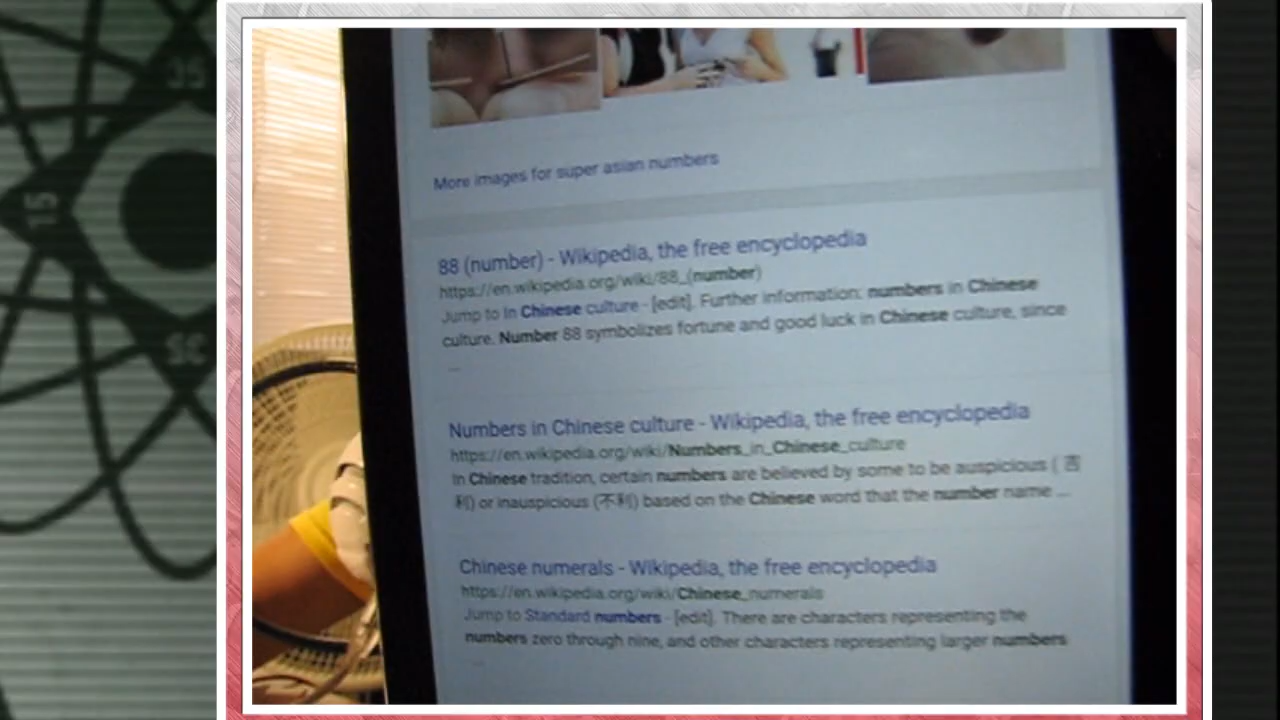 More images for super asian numbers
88 (number) - Wikipedia, the free encyclopedia
https://en.wikipedia.org/wiki/88_(number)
Jump to In Chinese culture - [edit]. Further information: numbers in Chinese
culture. Number 88 symbolizes fortune and good luck in Chinese culture, since
...
Numbers in Chinese culture - Wikipedia, the free encyclopedia
https://en.wikipedia.org/wiki/Numbers_in_Chinese_culture
In Chinese tradition, certain numbers are believed by some to be auspicious ( 吉
利) or inauspicious (不利) based on the Chinese word that the number name ...
Chinese numerals - Wikipedia, the free encyclopedia
https://en.wikipedia.org/wiki/Chinese_numerals
Jump to Standard numbers - [edit]. There are characters representing the
numbers zero through nine, and other characters representing larger numbers
...
15
35